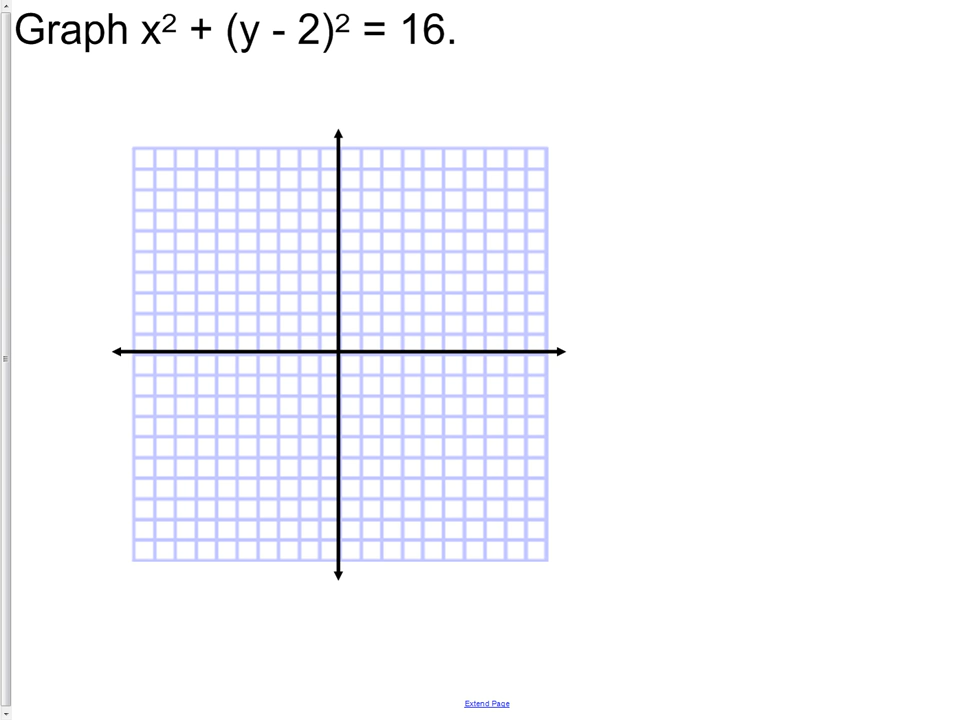 Graph x² + (y - 2)² = 16.
Extend Page